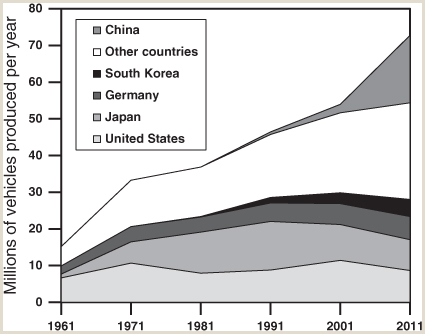 Millions of vehicles produced per year
80
70
60
50
40
30
20
10
0
China
Other countries
South Korea
Germany
Japan
United States
1961 1971 1981 1991 2001 2011